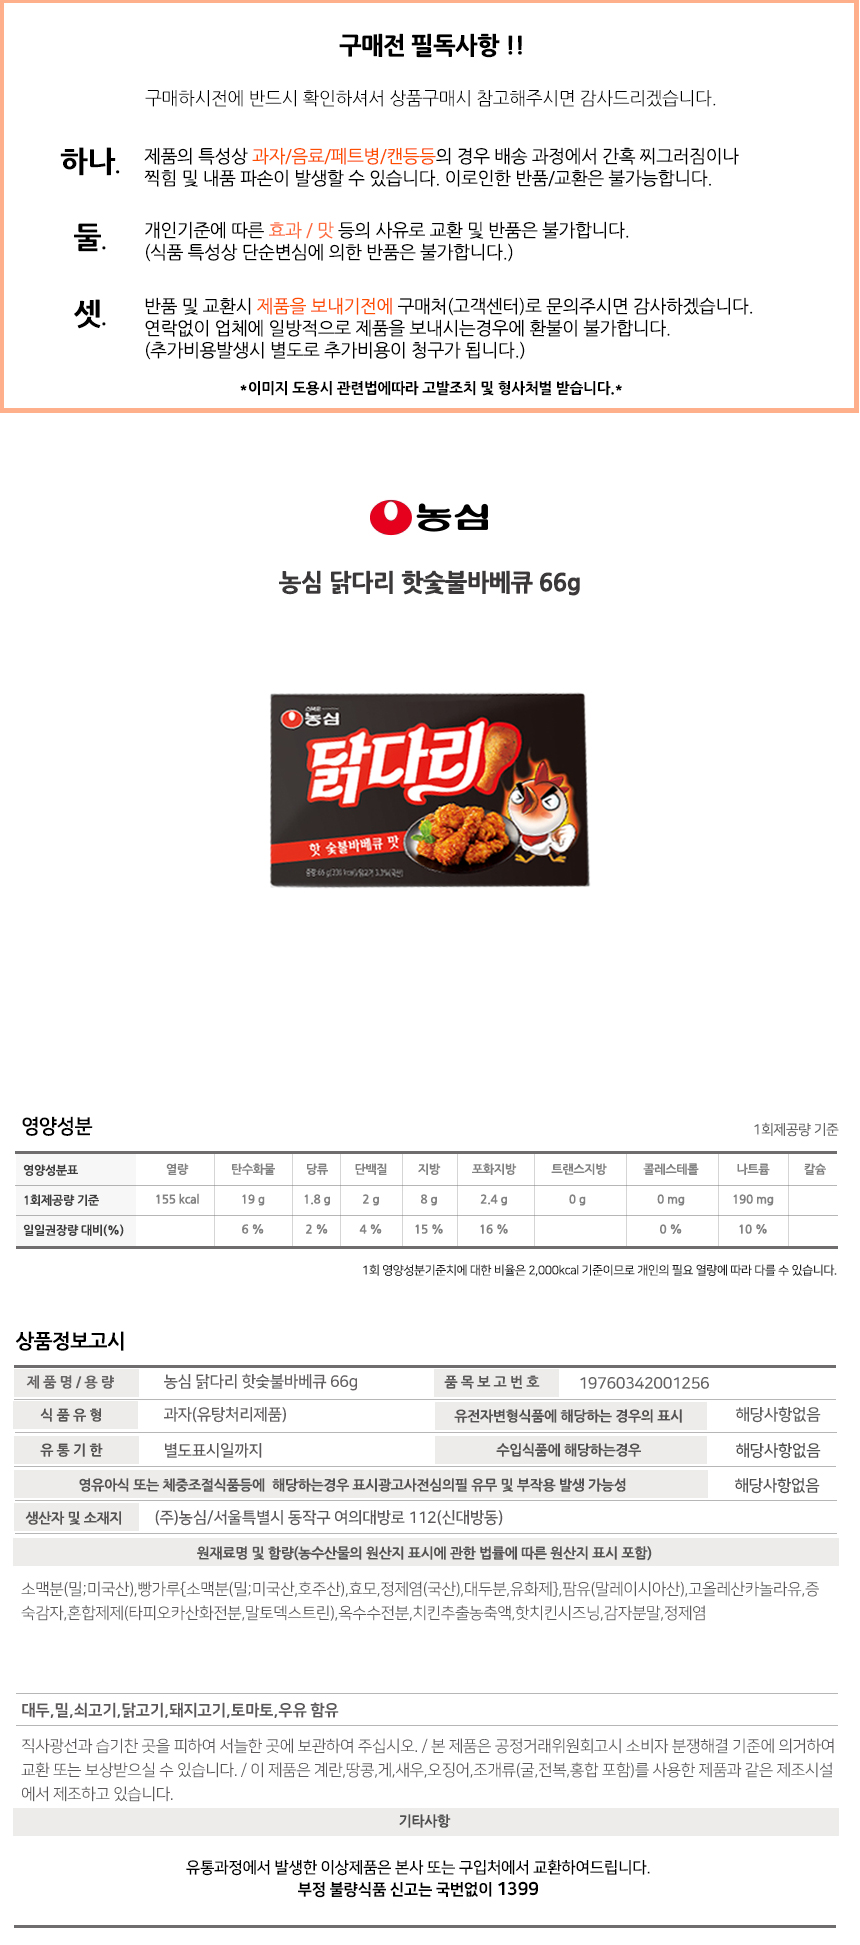 구매전 필독사항 !!
구매하시전에 반드시 확인하셔서 상품구매시 참고해주시면 감사드리겠습니다.
하나. 제품의 특성상 과자/음료/페트병/캔등등의 경우 배송 과정에서 간혹 찌그러짐이나
찍힘 및 내품 파손이 발생할 수 있습니다. 이로인한 반품/교환은 불가능합니다.
둘. 개인기준에 따른 효과 / 맛 등의 사유로 교환 및 반품은 불가합니다.
(식품 특성상 단순변심에 의한 반품은 불가합니다.)
셋. 반품 및 교환시 제품을 보내기전에 구매처(고객센터)로 문의주시면 감사하겠습니다.
연락없이 업체에 일방적으로 제품을 보내시는경우에 환불이 불가합니다.
(추가비용발생시 별도로 추가비용이 청구가 됩니다.)
*이미지 도용시 관련법에따라 고발조치 및 형사처벌 받습니다.*
농심
농심 닭다리 핫숯불바베큐 66g
농심
닭다리
핫 숯불바베큐 맛
영양성분
1회제공량 기준
영양성분표 열량 탄수화물 당류 단백질 지방 포화지방 트랜스지방 콜레스테롤 나트륨 칼슘
1회제공량 기준 155 kcal 19 g 1.8 g 2 g 8 g 2.4 g 0 g 0 mg 190 mg
일일권장량 대비(%) 6 % 2 % 4 % 15 % 16 % 0 % 10 %
1회 영양성분기준치에 대한 비율은 2,000kcal 기준이므로 개인의 필요 열량에 따라 다를 수 있습니다.
상품정보고시
제 품 명 / 용 량 농심 닭다리 핫숯불바베큐 66g 품 목 보 고 번 호 19760342001256
식 품 유 형 과자(유탕처리제품) 유전자변형식품에 해당하는 경우의 표시 해당사항없음
유 통 기 한 별도표시일까지 수입식품에 해당하는경우 해당사항없음
영유아식 또는 체중조절식품등에 해당하는경우 표시광고사전심의필 유무 및 부작용 발생 가능성 해당사항없음
생산자 및 소재지 (주)농심/서울특별시 동작구 여의대방로 112(신대방동)
원재료명 및 함량(농수산물의 원산지 표시에 관한 법률에 따른 원산지 표시 포함)
소맥분(밀;미국산),빵가루{소맥분(밀;미국산,호주산),효모,정제염(국산),대두분,유화제},팜유(말레이시아산),고올레산카놀라유,증
숙감자,혼합제제(타피오카산화전분,말토덱스트린),옥수수전분,치킨추출농축액,핫치킨시즈닝,감자분말,정제염
대두,밀,쇠고기,닭고기,돼지고기,토마토,우유 함유
직사광선과 습기찬 곳을 피하여 서늘한 곳에 보관하여 주십시오. / 본 제품은 공정거래위원회고시 소비자 분쟁해결 기준에 의거하여
교환 또는 보상받으실 수 있습니다. / 이 제품은 계란,땅콩,게,새우,오징어,조개류(굴,전복,홍합 포함)를 사용한 제품과 같은 제조시설
에서 제조하고 있습니다.
기타사항
유통과정에서 발생한 이상제품은 본사 또는 구입처에서 교환하여드립니다.
부정 불량식품 신고는 국번없이 1399